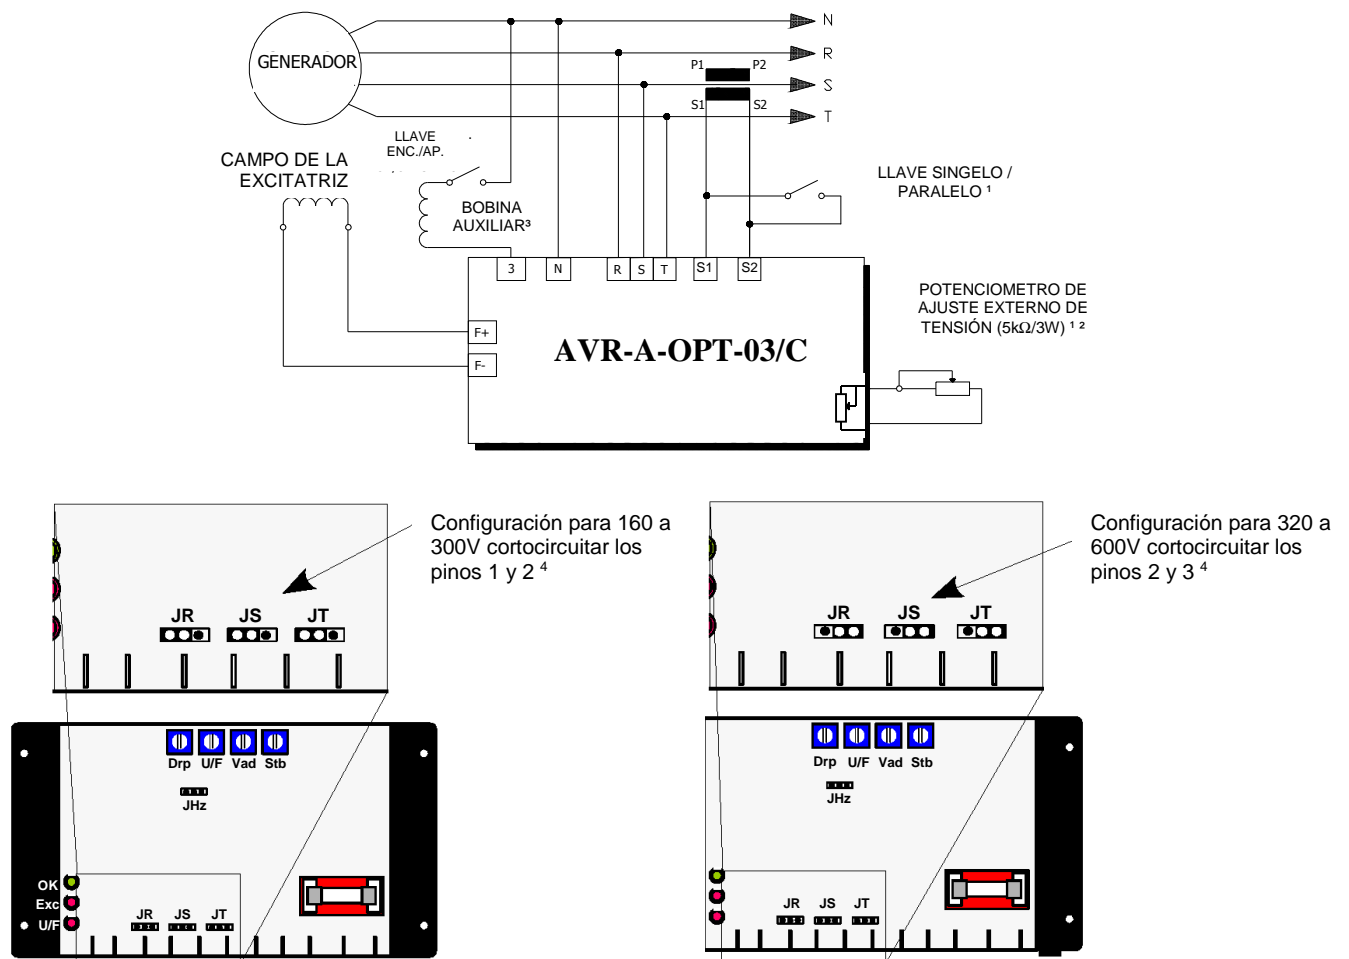 N
GENERADOR
R
P1 P2
S
S1 S2
T
LLAVE
ENC./AP.
CAMPO DE LA
EXCITATRIZ
LLAVE SINGELO /
PARALELO ¹
BOBINA
AUXILIAR³
3 N R S T S1 S2
POTENCIOMETRO DE
AJUSTE EXTERNO DE
TENSIÓN (5kΩ/3W) ¹ ²
F+
AVR-A-OPT-03/C
F-
Configuración para 160 a
300V cortocircuitar los
pinos 1 y 2 ⁴
JR JS JT
Configuración para 320 a
600V cortocircuitar los
pinos 2 y 3 ⁴
JR JS JT
Drp U/F Vad Stb
JHz
OK
Exc
U/F
JR JS JT
Drp U/F Vad Stb
JHz
JR JS JT